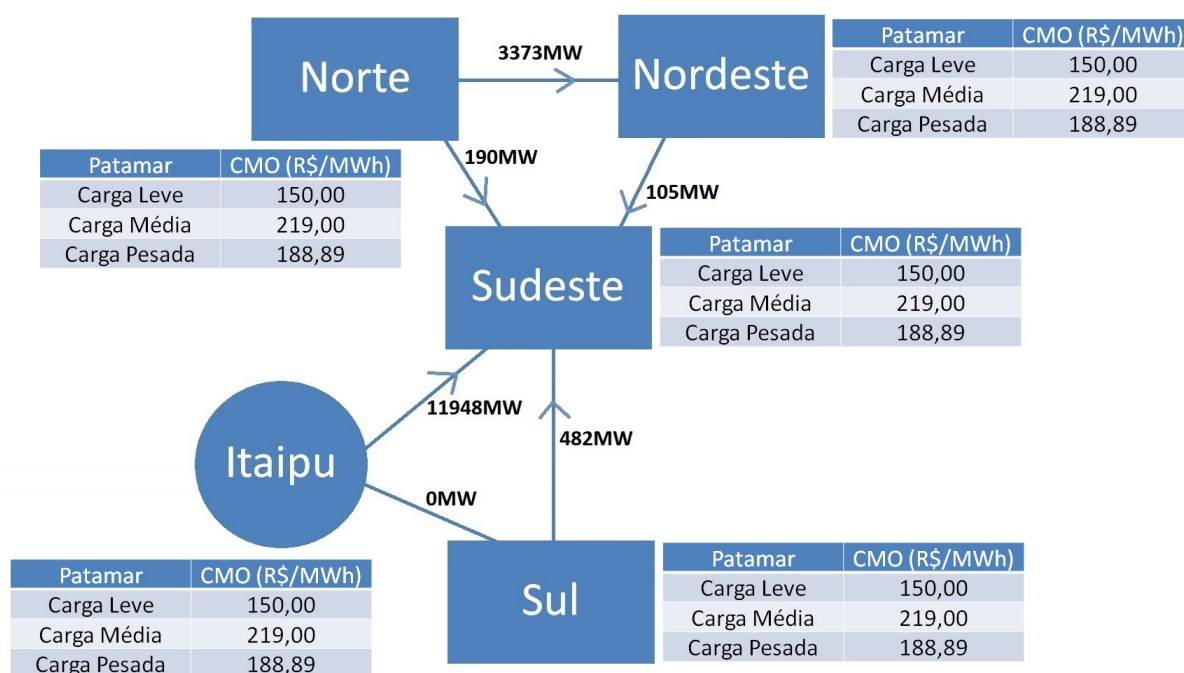 Norte
3373MW
Nordeste
Patamar CMO (R$/MWh)
Carga Leve 150,00
Carga Média 219,00
Carga Pesada 188,89
190MW
105MW
Patamar CMO (R$/MWh)
Carga Leve 150,00
Carga Média 219,00
Carga Pesada 188,89
Sudeste
Patamar CMO (R$/MWh)
Carga Leve 150,00
Carga Média 219,00
Carga Pesada 188,89
11948MW
482MW
Itaipu
0MW
Patamar CMO (R$/MWh)
Carga Leve 150,00
Carga Média 219,00
Carga Pesada 188,89
Sul
Patamar CMO (R$/MWh)
Carga Leve 150,00
Carga Média 219,00
Carga Pesada 188,89